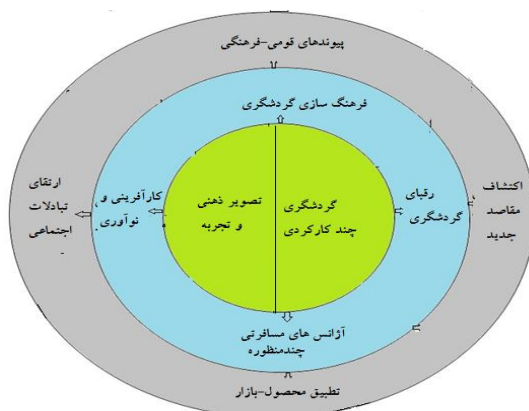 پیوندهای قومی-فرهنگی
فرهنگ سازی گردشگری
اکتشاف
مقاصد
جدید
رقبای
گردشگری
گردشگری
چند کارکردی
تصویر ذهنی
و تجربه
کارآفرینی و
نوآوری
ارتقای
تبادلات
اجتماعی
آژانس های مسافرتی
چندمنظوره
تطبیق محصول-بازار